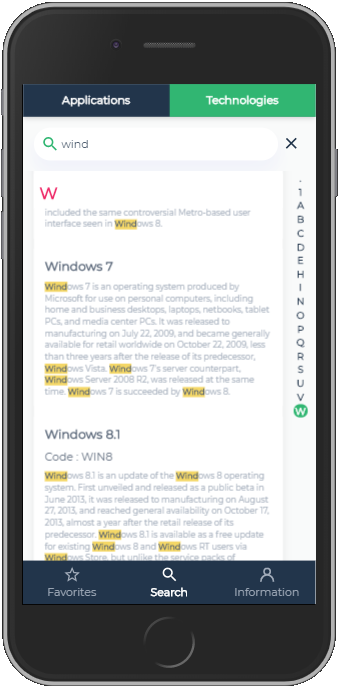 Applications Technologies
wind
W
included the same controversial Metro-based user
interface seen in Windows 8.
Windows 7
Windows 7 is an operating system produced by
Microsoft for use on personal computers, including
home and business desktops, laptops, netbooks, tablet
PCs, and media center PCs. It was released to
manufacturing on July 22, 2009, and became generally
available for retail worldwide on October 22, 2009, less
than three years after the release of its predecessor,
Windows Vista. Windows 7's server counterpart,
Windows Server 2008 R2, was released at the same
time. Windows 7 is succeeded by Windows 8.
Windows 8.1
Code : WIN8
Windows 8.1 is an update of the Windows 8 operating
system. First unveiled and released as a public beta in
June 2013, it was released to manufacturing on August
27, 2013, and reached general availability on October 17,
2013, almost a year after the retail release of its
predecessor. Windows 8.1 is available as a free update
for existing Windows 8 and Windows RT users via
Windows Store, but unlike the service packs of
.
1
A
B
C
D
E
H
I
N
O
P
Q
R
S
U
V
W
Favorites Search Information